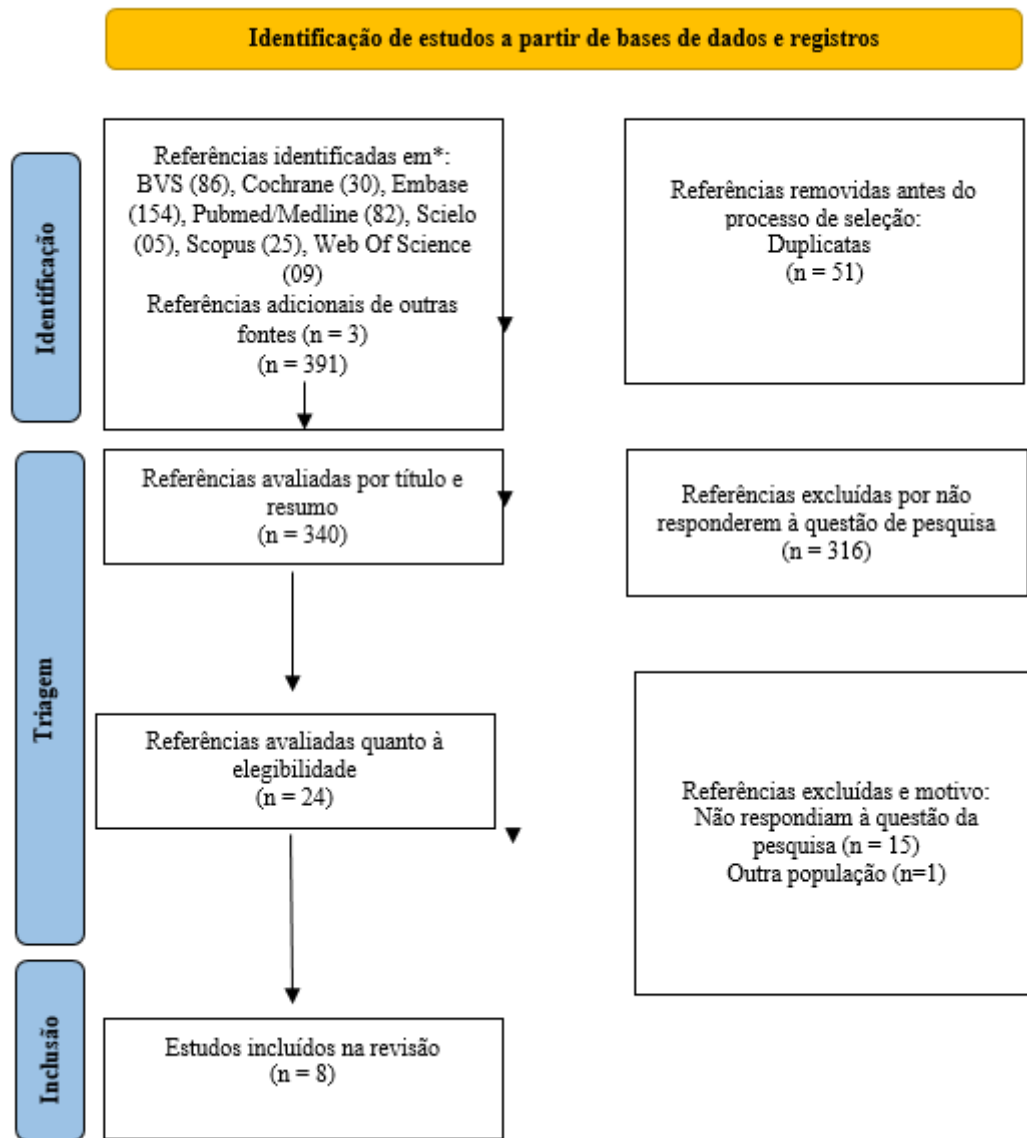 Identificação de estudos a partir de bases de dados e registros
Identificação
Referências identificadas em*:
BVS (86), Cochrane (30), Embase
(154), Pubmed/Medline (82), Scielo
(05), Scopus (25), Web Of Science
(09)
Referências adicionais de outras
fontes (n = 3)
(n = 391)
Referências removidas antes do
processo de seleção:
Duplicatas
(n = 51)
Triagem
Referências avaliadas por título e
resumo
(n = 340)
Referências excluídas por não
responderem à questão de pesquisa
(n = 316)
Referências avaliadas quanto à
elegibilidade
(n = 24)
Referências excluídas e motivo:
Não respondiam à questão da
pesquisa (n = 15)
Outra população (n=1)
Inclusão
Estudos incluídos na revisão
(n = 8)